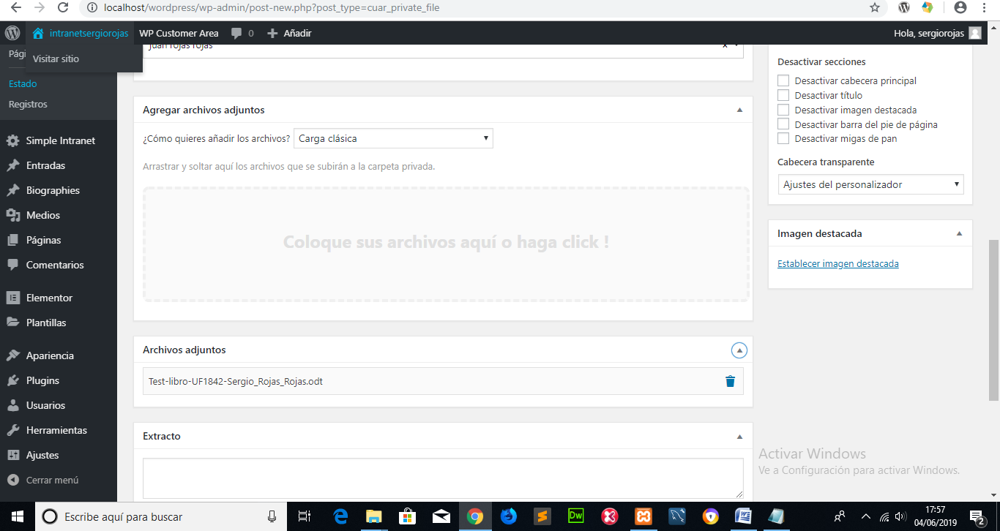 localhost/wordpress/wp-admin/post-new.php?post_type=cuar_private_file
intranetsergiorojas WP Customer Area 0 Añadir Hola, sergiorojas
Visitar sitio
Estado
Registros
Simple Intranet
Entradas
Biographies
Medios
Páginas
Comentarios
Elementor
Plantillas
Apariencia
Plugins
Usuarios
Herramientas
Ajustes
Cerrar menú
juan rojas rojas
Agregar archivos adjuntos
¿Cómo quieres añadir los archivos? Carga clásica
Arrastrar y soltar aquí los archivos que se subirán a la carpeta privada.
Coloque sus archivos aquí o haga click !
Archivos adjuntos
Test-libro-UF1842-Sergio_Rojas_Rojas.odt
Extracto
Desactivar secciones
Desactivar cabecera principal
Desactivar título
Desactivar imagen destacada
Desactivar barra del pie de página
Desactivar migas de pan
Cabecera transparente
Ajustes del personalizador
Imagen destacada
Establecer imagen destacada
Activar Windows
Ve a Configuración para activar Windows.
Escribe aquí para buscar
Dw
17:57
04/06/2019
2